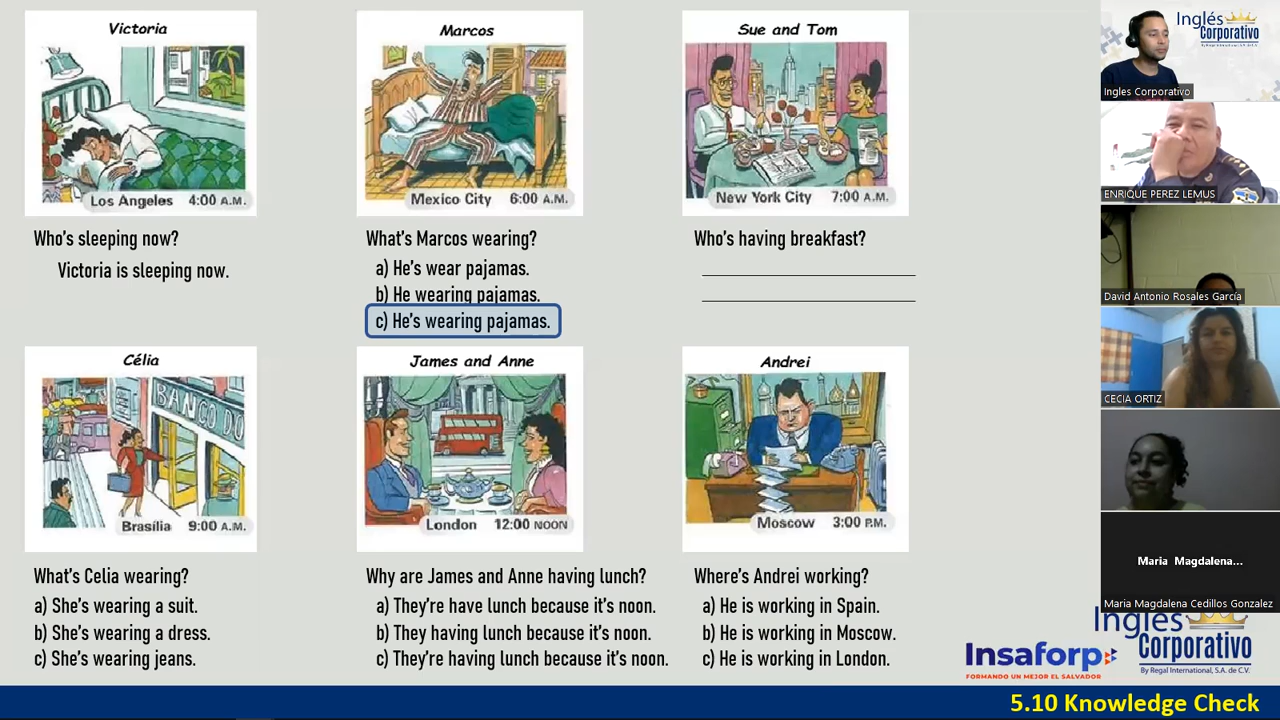 Victoria
Los Angeles 4:00 A.M.
Who's sleeping now?
Victoria is sleeping now.
Marcos
Mexico City 6:00 A.M.
What's Marcos wearing?
a) He's wear pajamas.
b) He wearing pajamas.
c) He's wearing pajamas.
Sue and Tom
New York City 7:00 A.M.
Who's having breakfast?
Célia
BANCO DO
Brasília 9:00 A.M.
What's Celia wearing?
a) She's wearing a suit.
b) She's wearing a dress.
c) She's wearing jeans.
James and Anne
London 12:00 NOON
Why are James and Anne having lunch?
a) They're have lunch because it's noon.
b) They having lunch because it's noon.
c) They're having lunch because it's noon.
Andrei
Moscow 3:00 P.M.
Where's Andrei working?
a) He is working in Spain.
b) He is working in Moscow.
c) He is working in London.
Inglés
Corporativo
By Regal International, S.A. de C.V.
Ingles Corporativo
ENRIQUE PEREZ LEMUS
David Antonio Rosales García
CECIA ORTIZ
Maria Magdalena...
Maria Magdalena Cedillos Gonzalez
Insaforp
FORMANDO UN MEJOR EL SALVADOR
Inglés
Corporativo
By Regal International, S.A. de C.V.
5.10 Knowledge Check